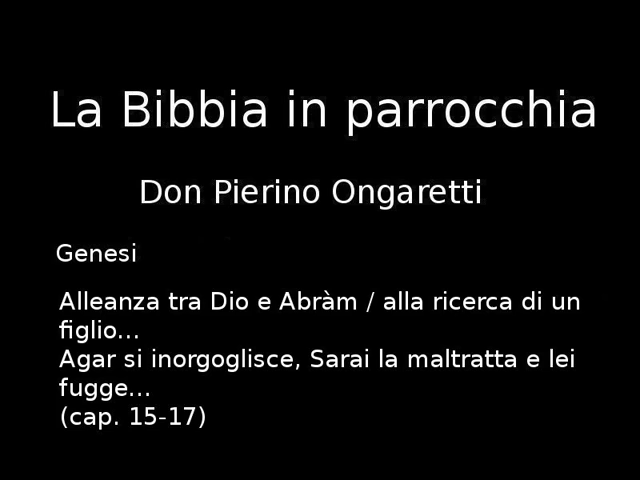 La Bibbia in parrocchia
Don Pierino Ongaretti
Genesi
Alleanza tra Dio e Abràm / alla ricerca di un
figlio...
Agar si inorgoglisce, Sarai la maltratta e lei
fugge...
(cap. 15-17)